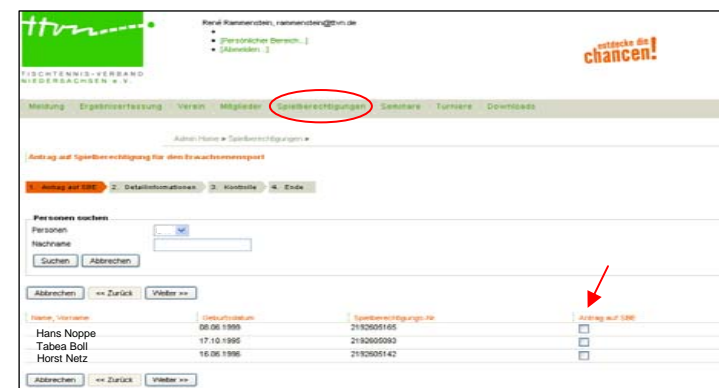 ttvn
TISCHTENNIS-VERBAND
NIEDERSACHSEN e.V.
René Rammenstein, rammenstein@ttvn.de
[Persönlicher Bereich...]
[Abmelden...]
entdecke die
chancen!
Meldung Ergebniserfassung Verein Mitglieder Spielberechtigungen Seminare Turniere Downloads
Admin Home ▸ Spielberechtigungen ▸
Antrag auf Spielberechtigung für den Erwachsenensport
1. Antrag auf SBE 2. Detailinformationen 3. Kontrolle 4. Ende
Personen suchen
Personen
Nachname
Suchen Abbrechen
Abbrechen << Zurück Weiter >>
Name, Vorname Geburtsdatum Spielberechtigungs-Nr Antrag auf SBE
Hans Noppe 08.06.1999 2192605165
Tabea Boll 17.10.1995 2192605093
Horst Netz 16.06.1996 2192605142
Abbrechen << Zurück Weiter >>